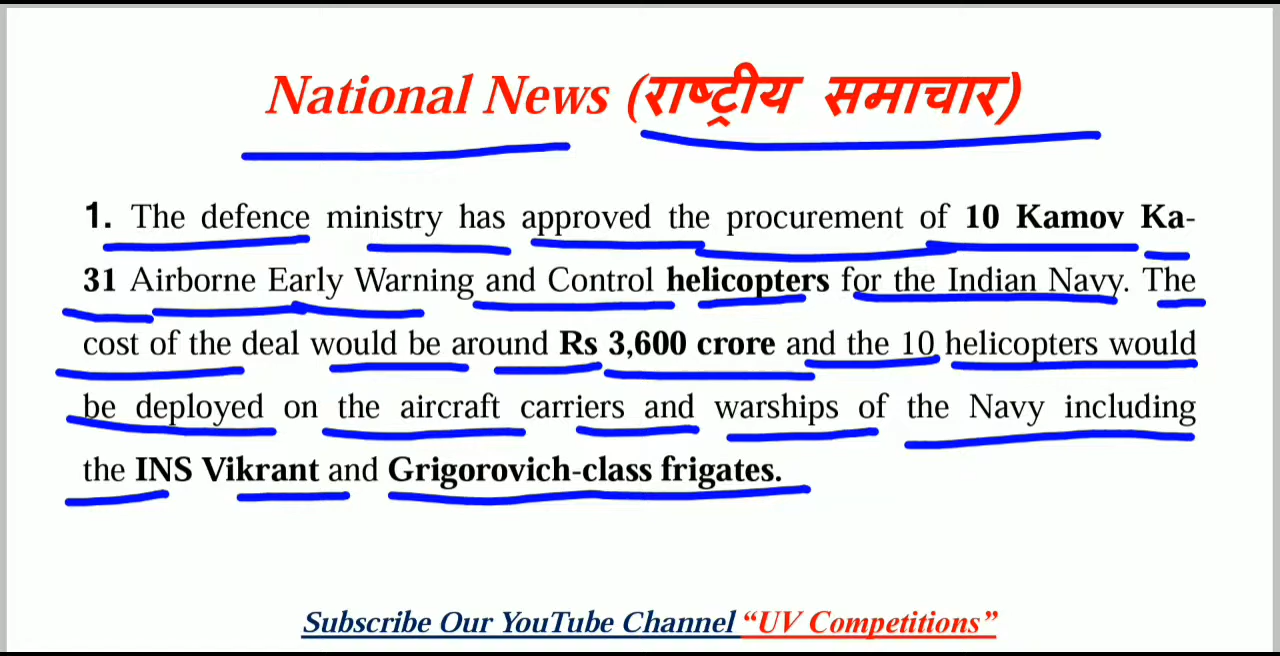 National News (राष्ट्रीय समाचार)
1. The defence ministry has approved the procurement of 10 Kamov Ka-
31 Airborne Early Warning and Control helicopters for the Indian Navy. The
cost of the deal would be around Rs 3,600 crore and the 10 helicopters would
be deployed on the aircraft carriers and warships of the Navy including
the INS Vikrant and Grigorovich-class frigates.
Subscribe Our YouTube Channel “UV Competitions”